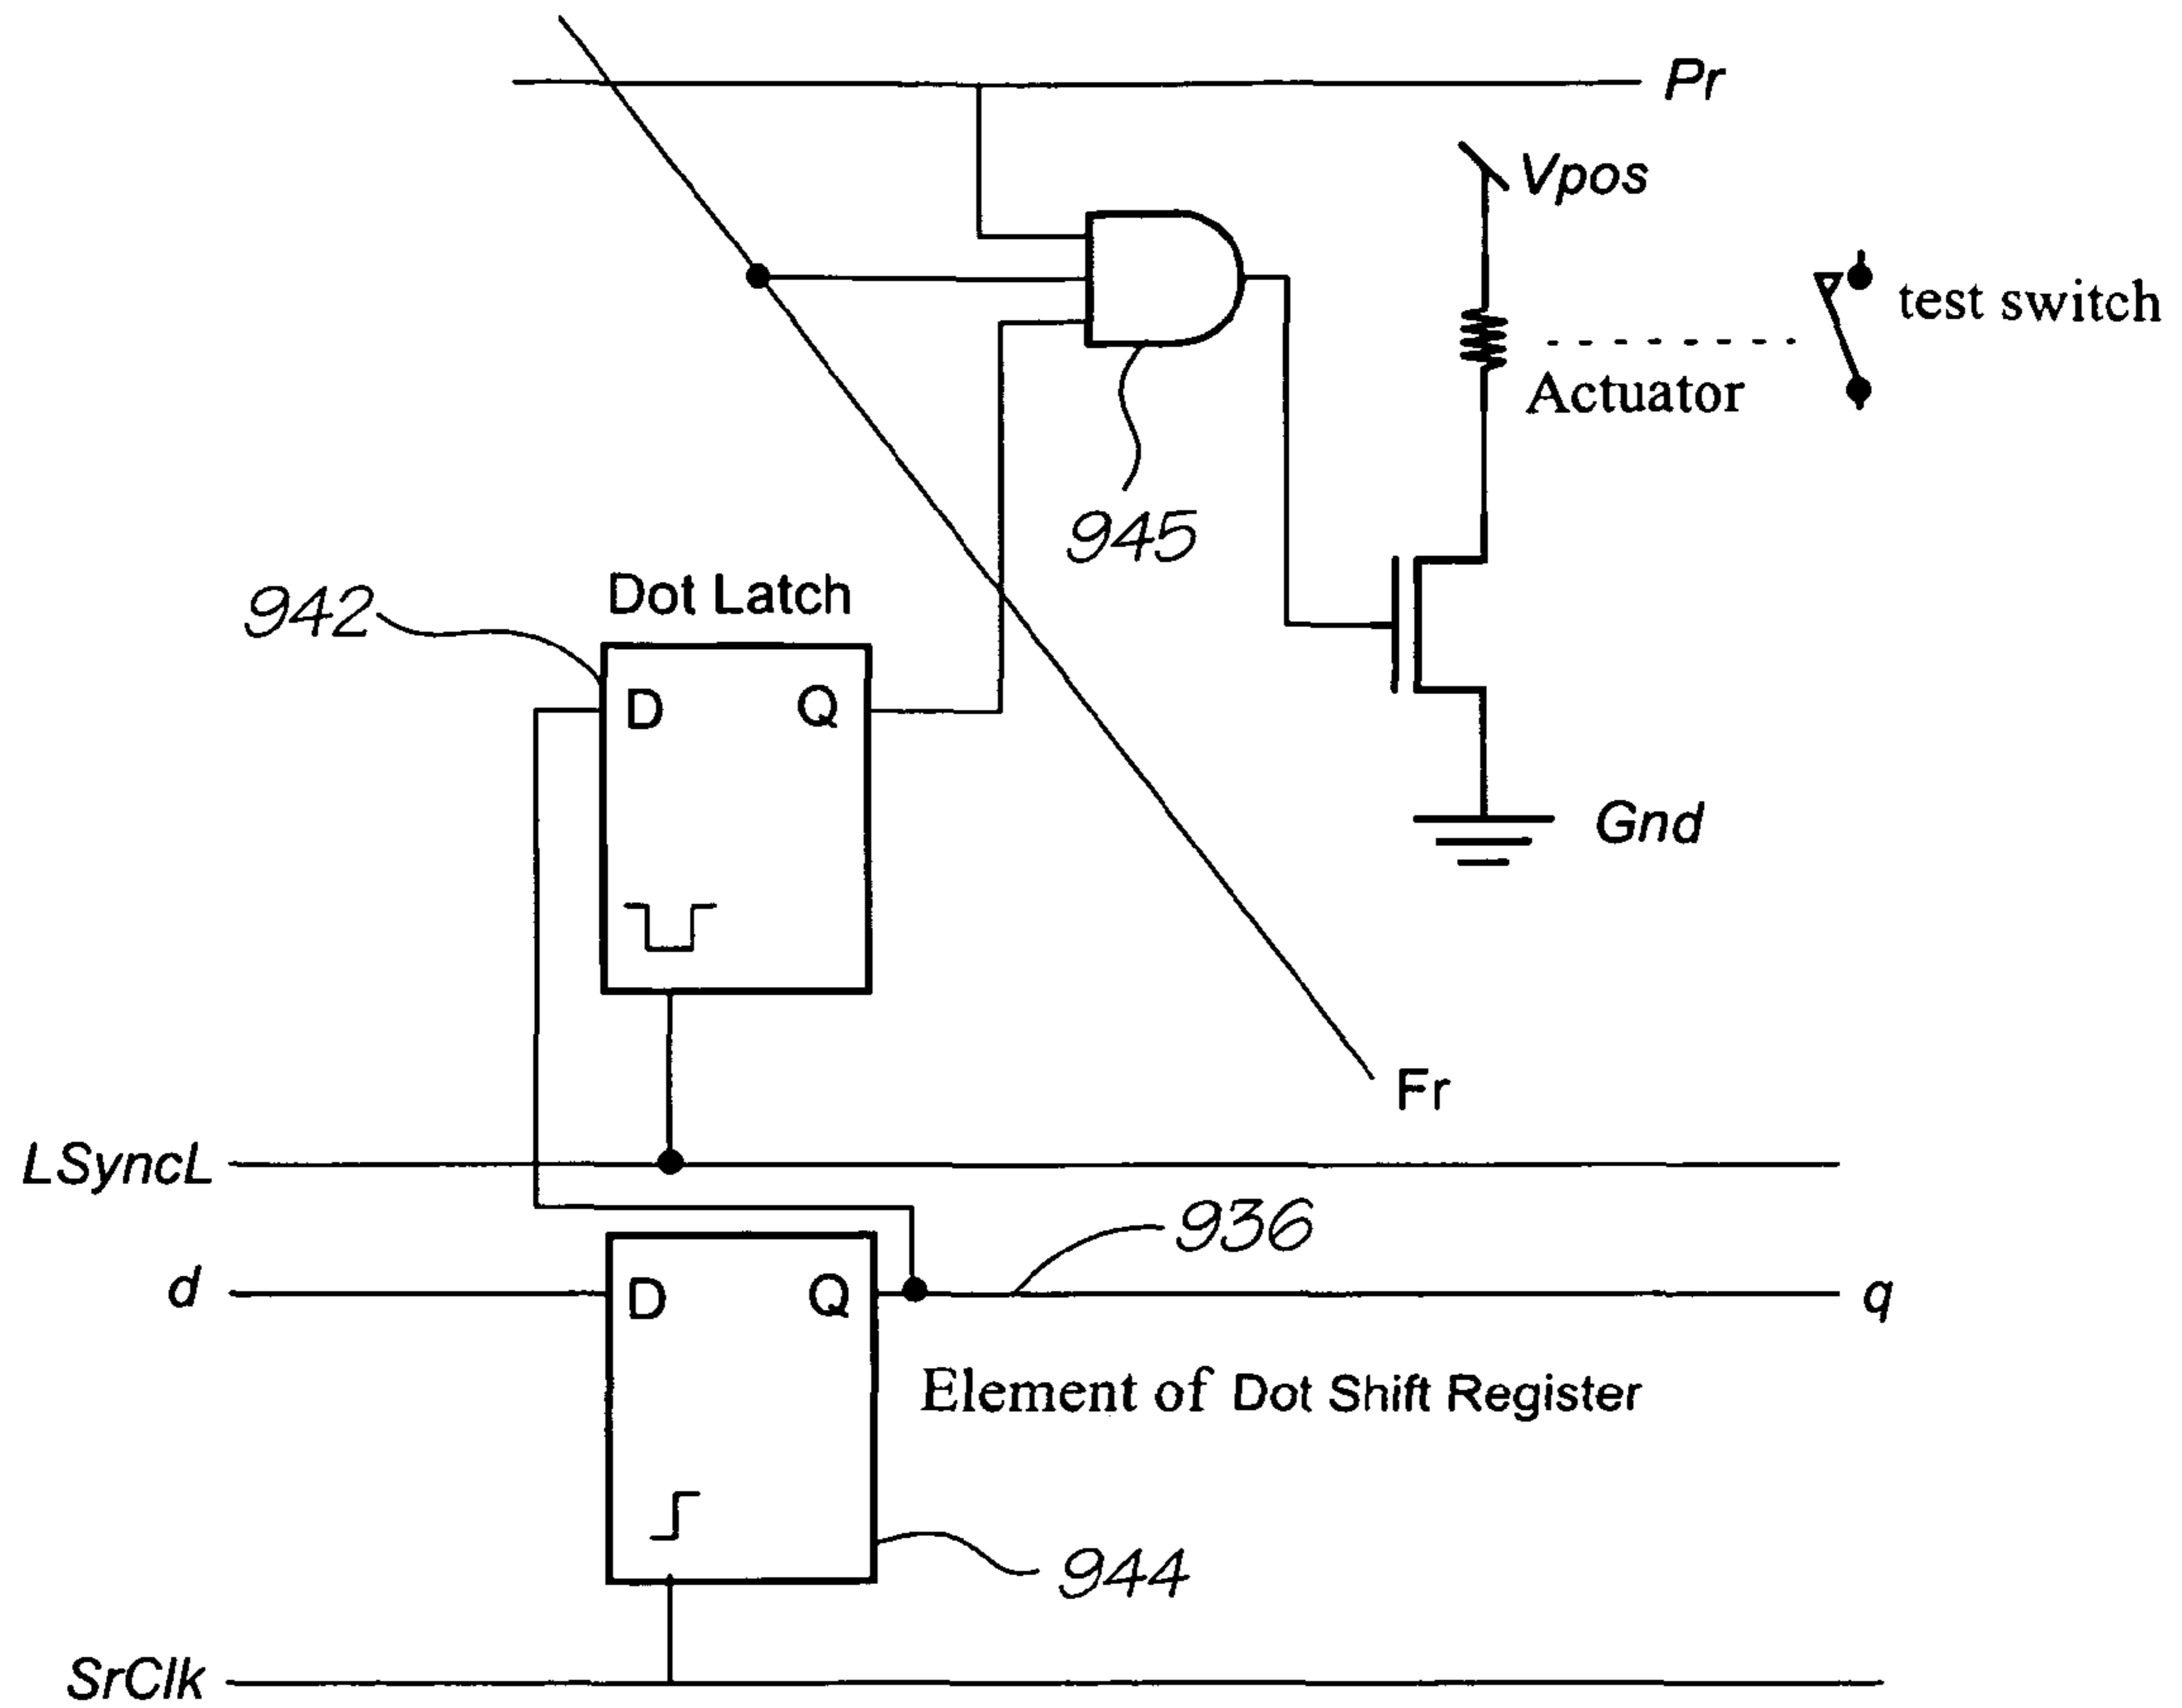 Pr
Vpos
test switch
Actuator
945
Dot Latch
942
D Q
Gnd
Fr
LSyncL
936
d
D Q
q
Element of Dot Shift Register
944
SrClk